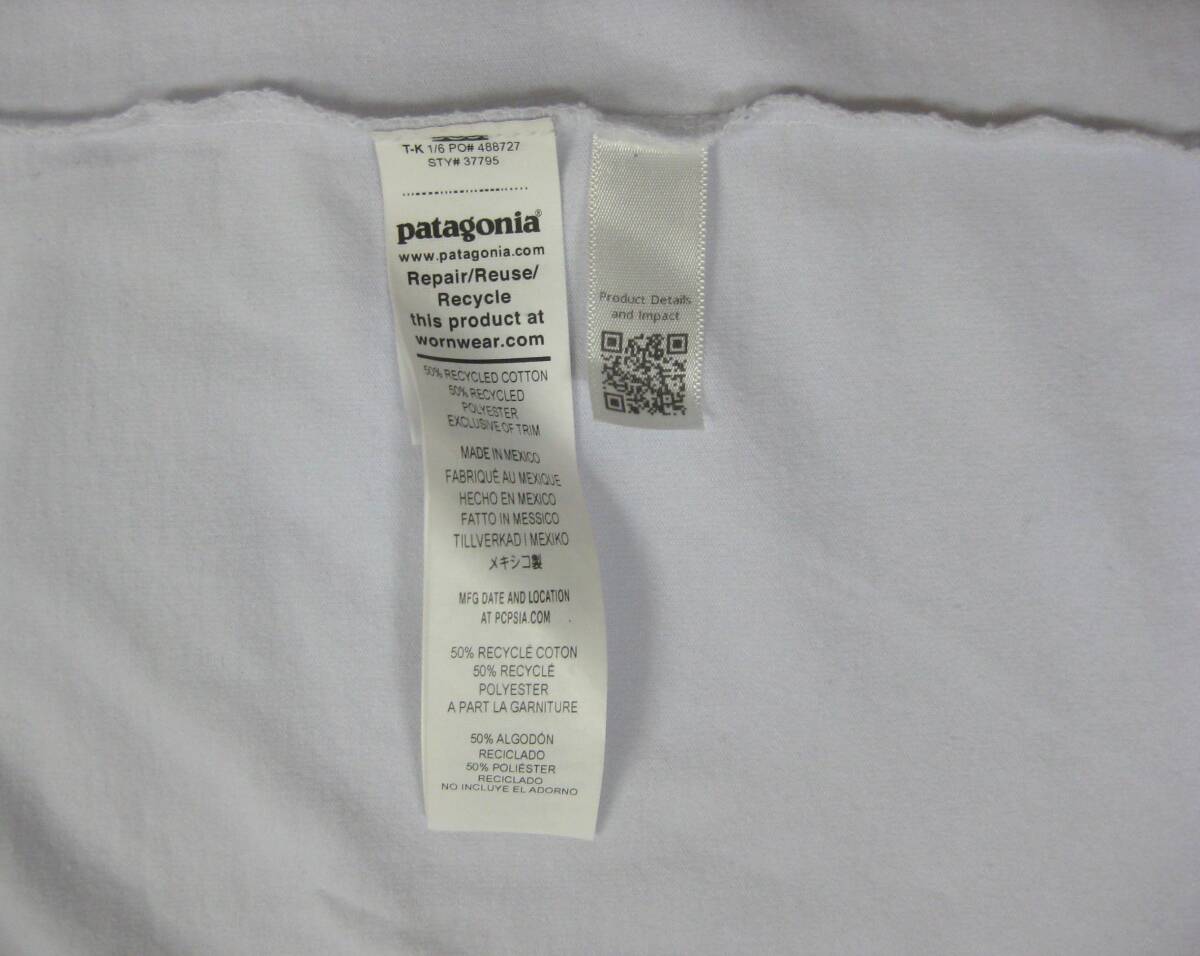 T-K 1/6 PO# 488727
STY# 37795
patagonia®
www.patagonia.com
Repair/Reuse/
Recycle
this product at
wornwear.com
50% RECYCLED COTTON
50% RECYCLED
POLYESTER
EXCLUSIVE OF TRIM
MADE IN MEXICO
FABRIQUÉ AU MEXIQUE
HECHO EN MEXICO
FATTO IN MESSICO
TILLVERKAD I MEXIKO
メキシコ製
MFG DATE AND LOCATION
AT PCPSIA.COM
50% RECYCLÉ COTON
50% RECYCLÉ
POLYESTER
A PART LA GARNITURE
50% ALGODÓN
RECICLADO
50% POLIÉSTER
RECICLADO
NO INCLUYE EL ADORNO
Product Details
and Impact